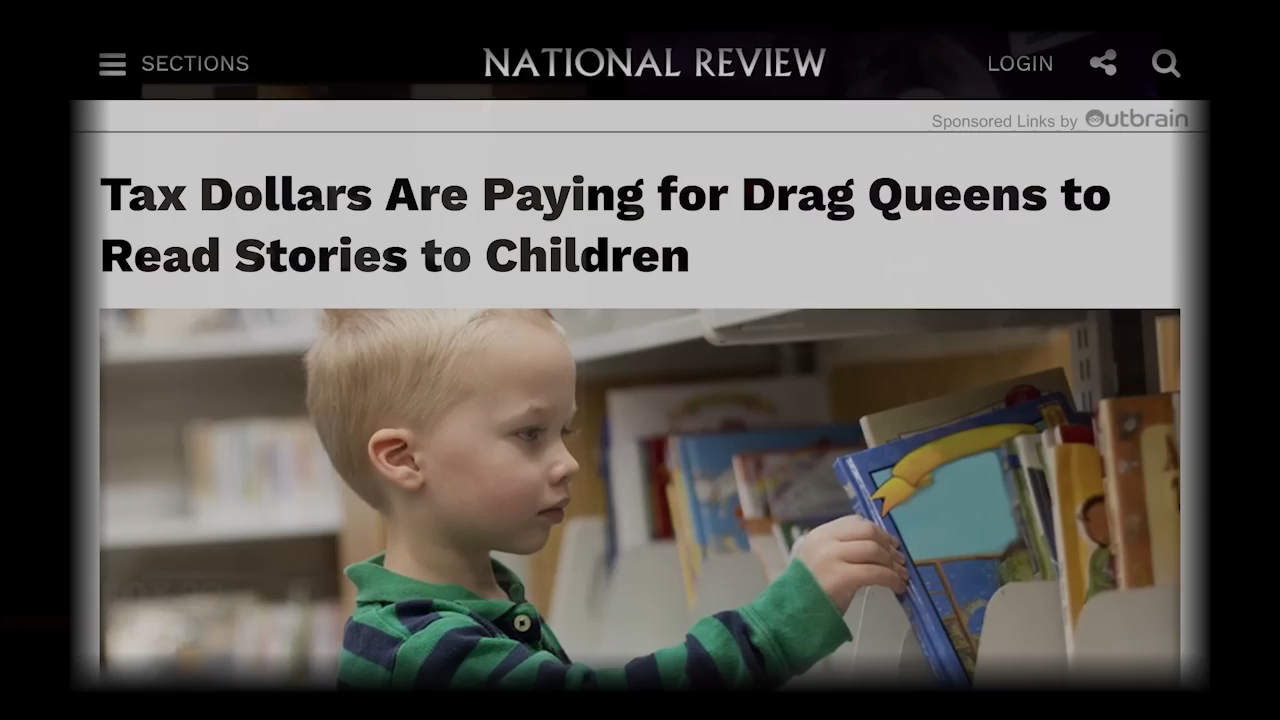 SECTIONS NATIONAL REVIEW LOGIN
Sponsored Links by Outbrain
Tax Dollars Are Paying for Drag Queens to
Read Stories to Children